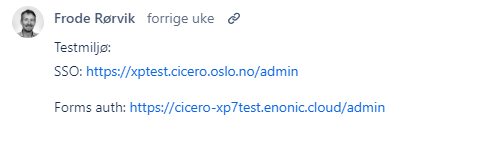 Frode Rørvik forrige uke
Testmiljø:
SSO: https://xptest.cicero.oslo.no/admin
Forms auth: https://cicero-xp7test.enonic.cloud/admin